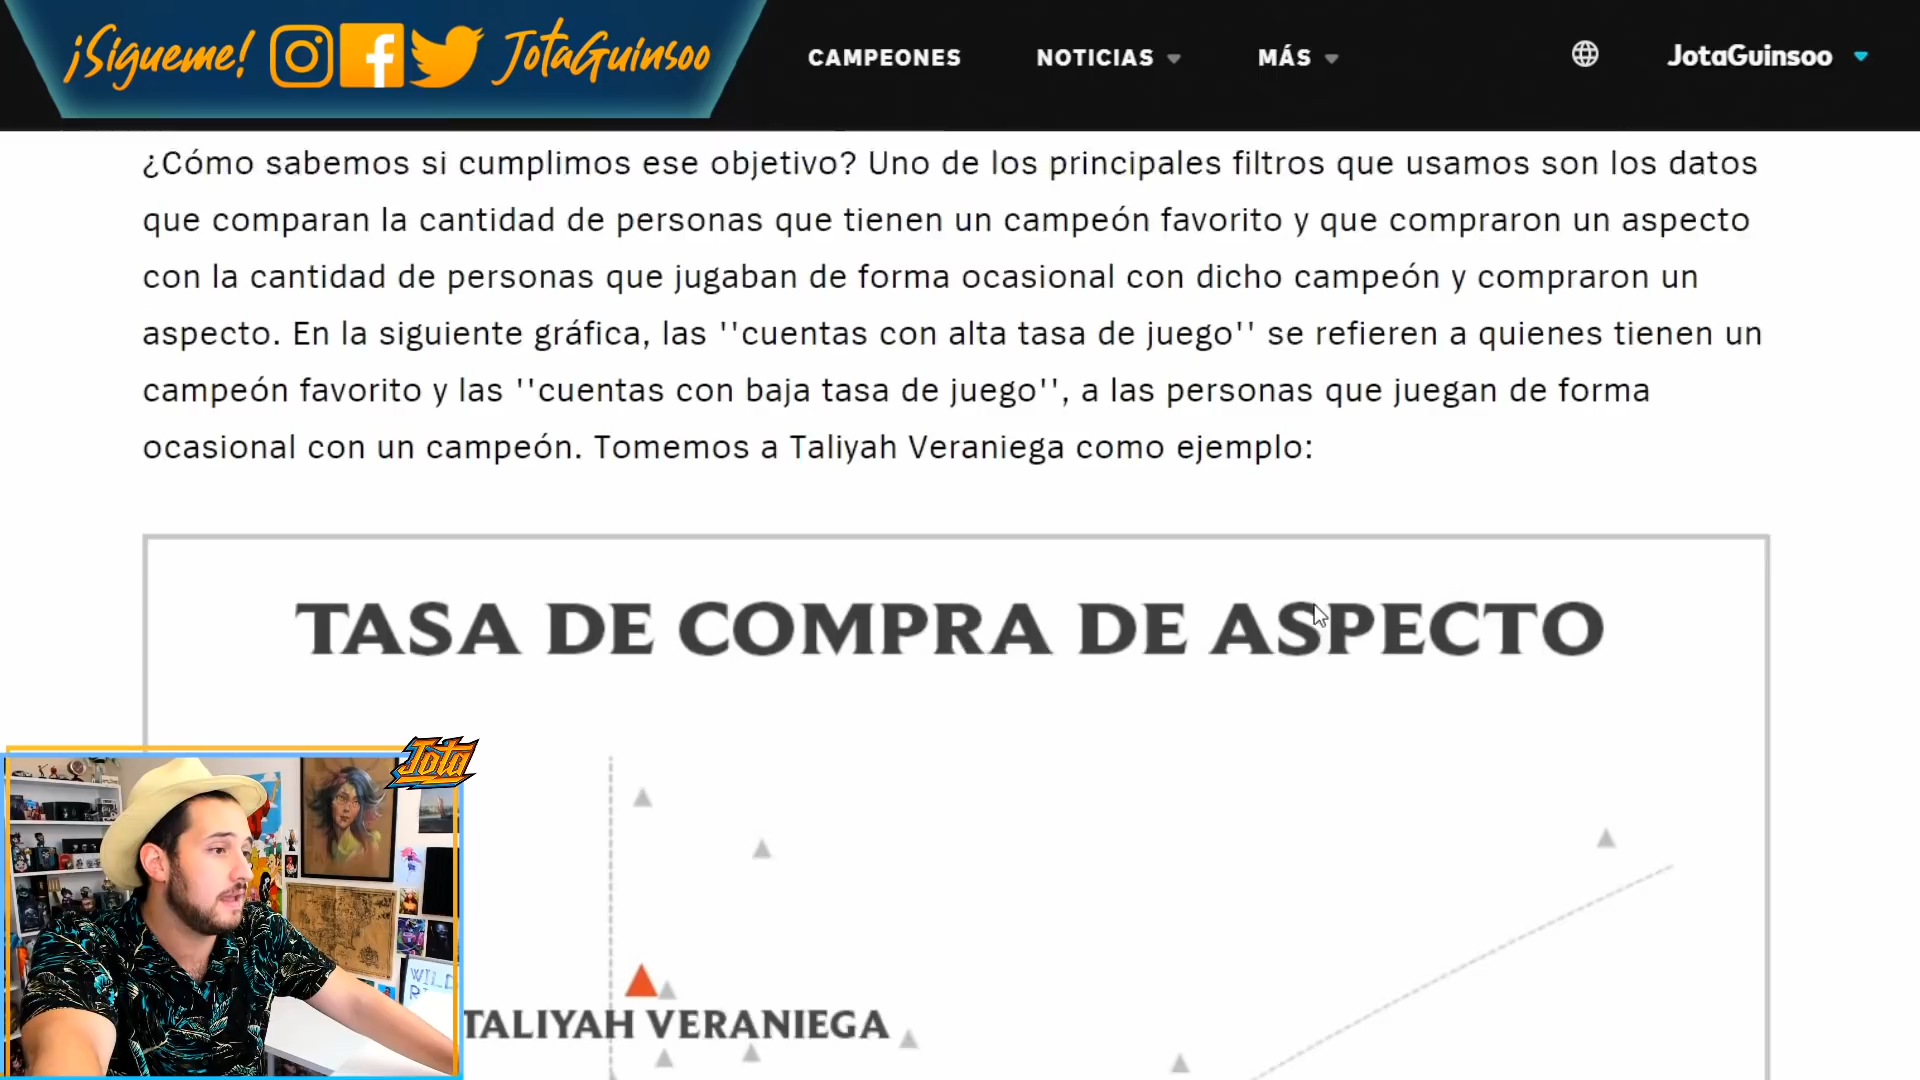 ¡Sigueme! JotaGuinsoo
CAMPEONES NOTICIAS MÁS JotaGuinsoo
¿Cómo sabemos si cumplimos ese objetivo? Uno de los principales filtros que usamos son los datos
que comparan la cantidad de personas que tienen un campeón favorito y que compraron un aspecto
con la cantidad de personas que jugaban de forma ocasional con dicho campeón y compraron un
aspecto. En la siguiente gráfica, las ''cuentas con alta tasa de juego'' se refieren a quienes tienen un
campeón favorito y las ''cuentas con baja tasa de juego'', a las personas que juegan de forma
ocasional con un campeón. Tomemos a Taliyah Veraniega como ejemplo:
TASA DE COMPRA DE ASPECTO
Jota
WILD
TALIYAH VERANIEGA